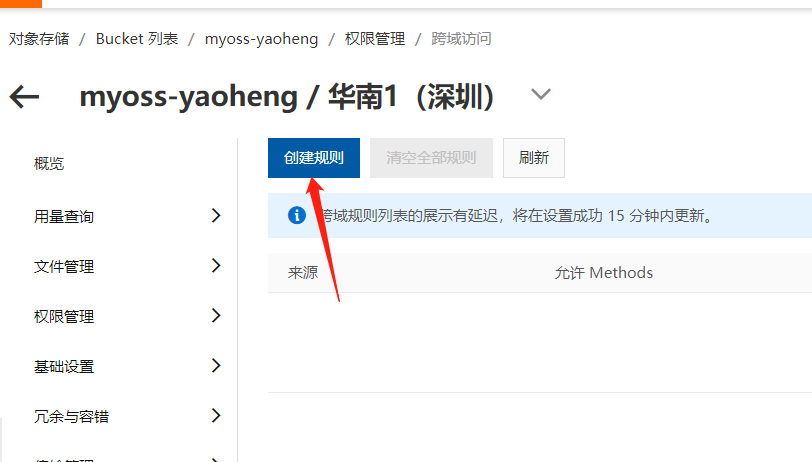 对象存储 / Bucket 列表 / myoss-yaoheng / 权限管理 / 跨域访问
myoss-yaoheng / 华南1（深圳）
概览
用量查询
文件管理
权限管理
基础设置
冗余与容错
创建规则 清空全部规则 刷新
跨域规则列表的展示有延迟，将在设置成功 15 分钟内更新。
来源 允许 Methods